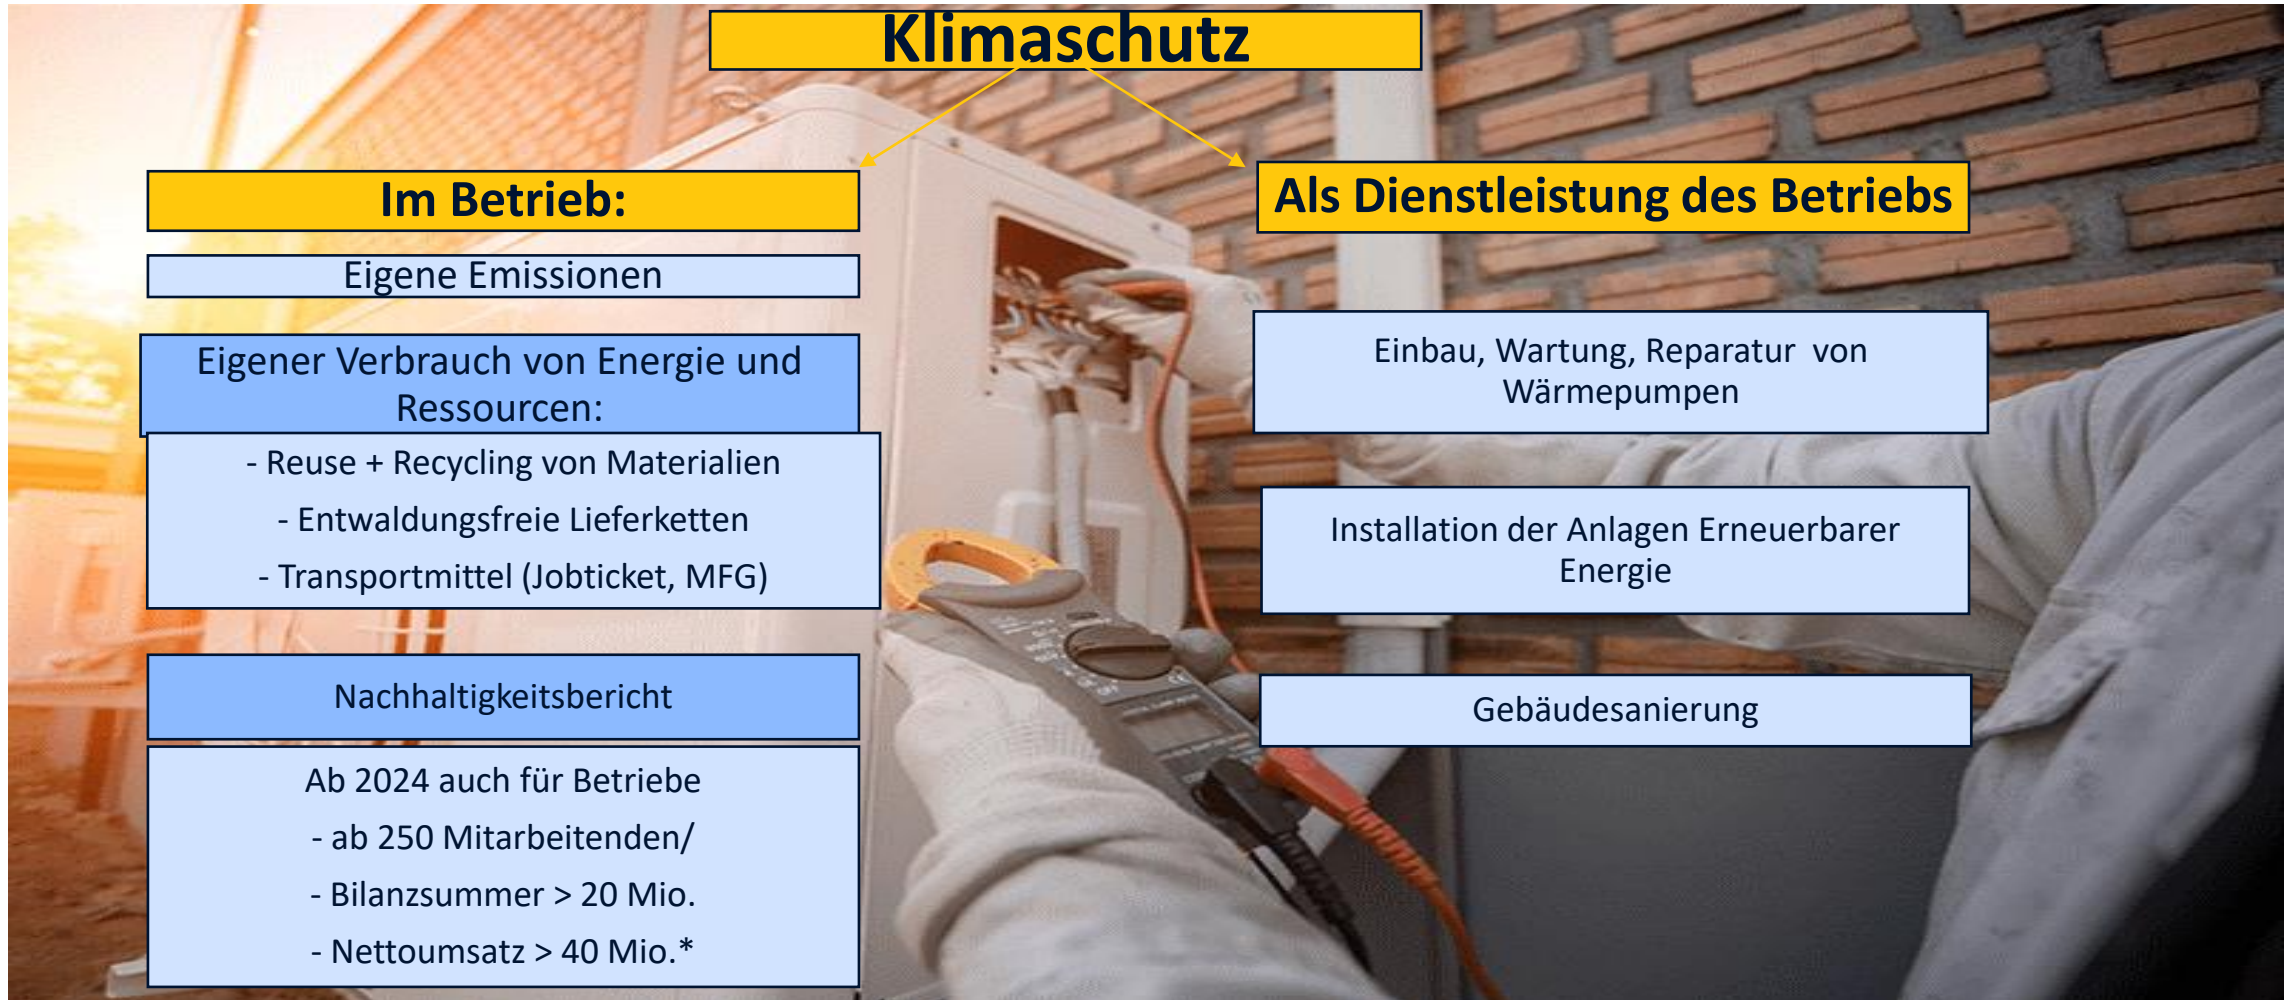 Klimaschutz
Im Betrieb:
Eigene Emissionen
Eigener Verbrauch von Energie und
Ressourcen:
- Reuse + Recycling von Materialien
- Entwaldungsfreie Lieferketten
- Transportmittel (Jobticket, MFG)
Nachhaltigkeitsbericht
Ab 2024 auch für Betriebe
- ab 250 Mitarbeitenden/
- Bilanzsummer > 20 Mio.
- Nettoumsatz > 40 Mio.*
Als Dienstleistung des Betriebs
Einbau, Wartung, Reparatur von
Wärmepumpen
Installation der Anlagen Erneuerbarer
Energie
Gebäudesanierung